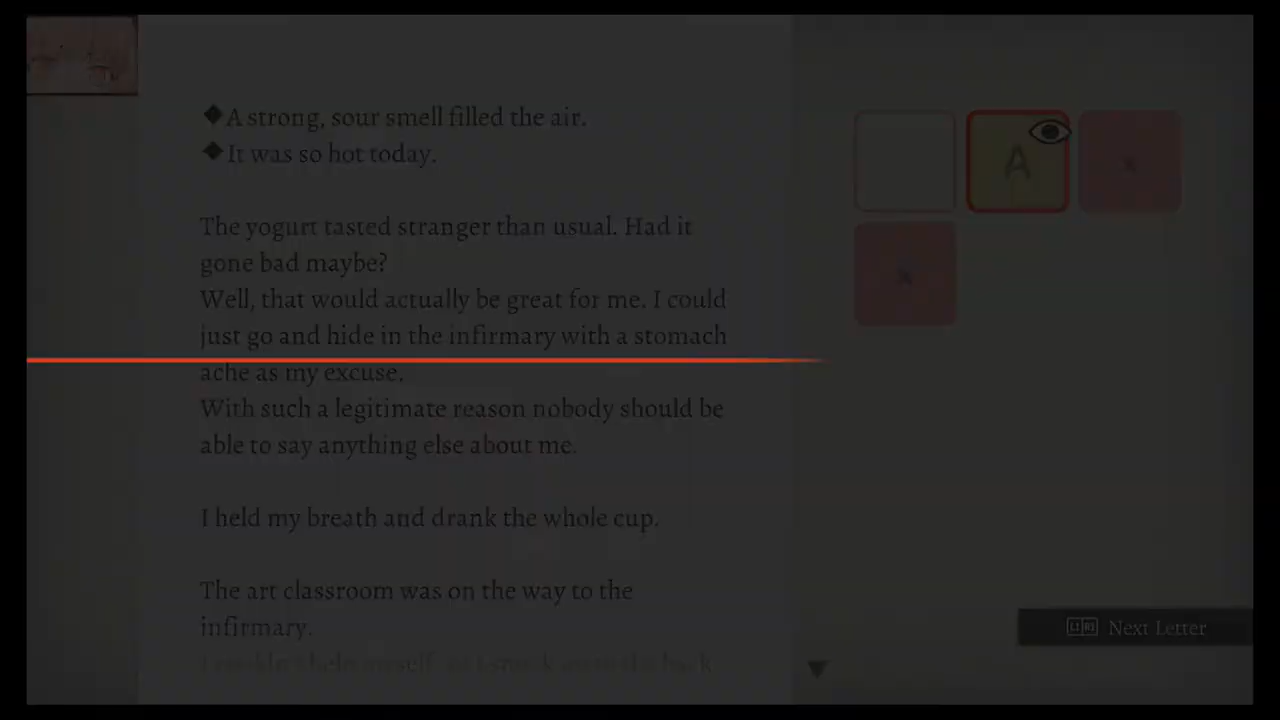 ◆A strong, sour smell filled the air.
◆It was so hot today.
The yogurt tasted stranger than usual. Had it
gone bad maybe?
Well, that would actually be great for me. I could
just go and hide in the infirmary with a stomach
ache as my excuse.
With such a legitimate reason nobody should be
able to say anything else about me.
I held my breath and drank the whole cup.
The art classroom was on the way to the
infirmary.
A
x
x
L1 R1 Next Letter